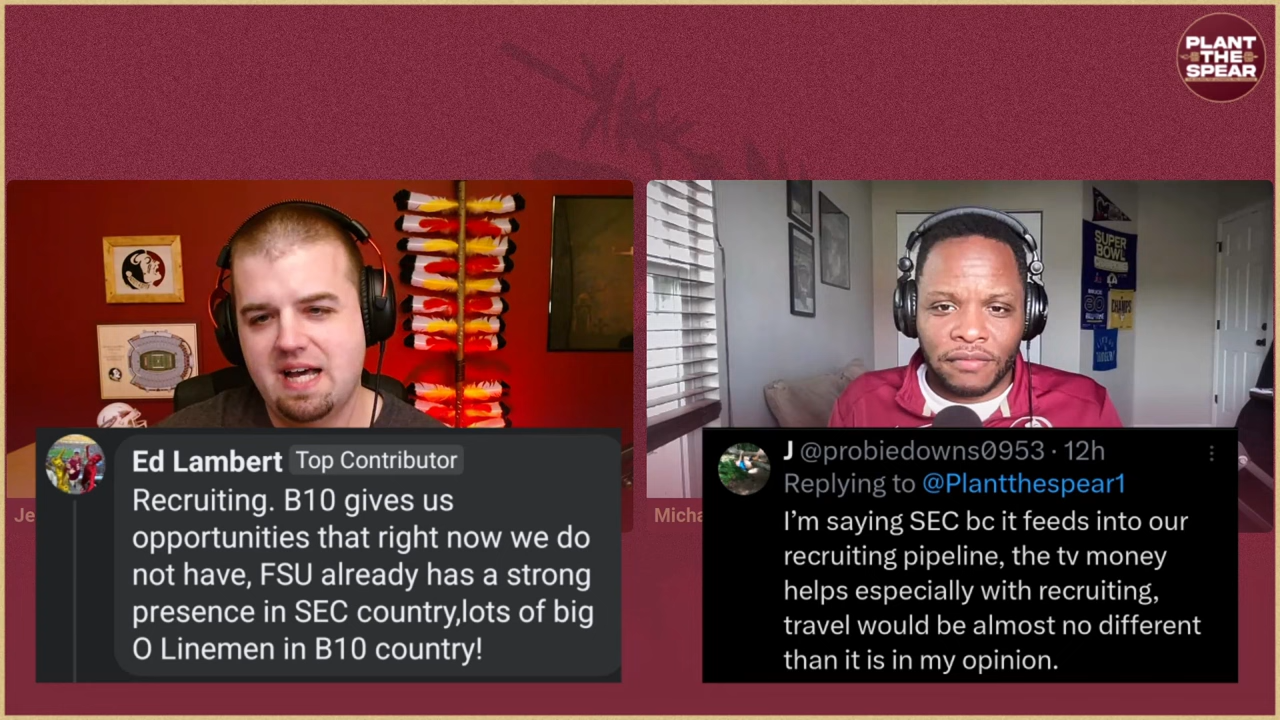 PLANT
THE
SPEAR
SUPER
BOWL
Je
Micha
Ed Lambert Top Contributor
Recruiting. B10 gives us
opportunities that right now we do
not have, FSU already has a strong
presence in SEC country,lots of big
O Linemen in B10 country!
J @probiedowns0953 · 12h
Replying to @Plantthespear1
I'm saying SEC bc it feeds into our
recruiting pipeline, the tv money
helps especially with recruiting,
travel would be almost no different
than it is in my opinion.